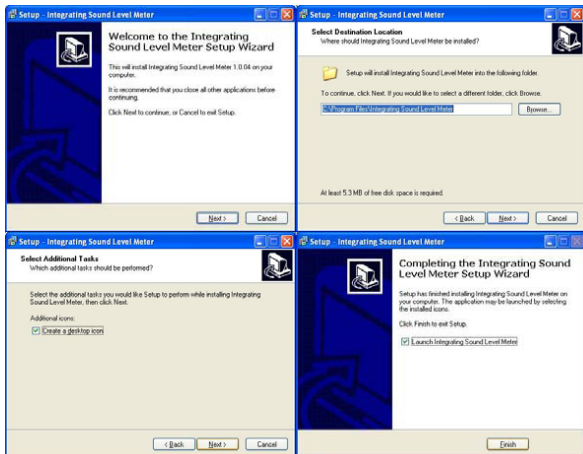 Setup - Integrating Sound Level Meter
Welcome to the Integrating
Sound Level Meter Setup Wizard
This will install Integrating Sound Level Meter 1.0.04 on your
computer.
It is recommended that you close all other applications before
continuing.
Click Next to continue, or Cancel to exit Setup.
Next >
Cancel
Setup - Integrating Sound Level Meter
Select Destination Location
Where should Integrating Sound Level Meter be installed?
Setup will install Integrating Sound Level Meter into the following folder.
To continue, click Next. If you would like to select a different folder, click Browse.
C:\Program Files\Integrating Sound Level Meter
Browse...
At least 5.3 MB of free disk space is required.
< Back
Next >
Cancel
Setup - Integrating Sound Level Meter
Select Additional Tasks
Which additional tasks should be performed?
Select the additional tasks you would like Setup to perform while installing Integrating
Sound Level Meter, then click Next.
Additional icons:
Create a desktop icon
< Back
Next >
Cancel
Setup - Integrating Sound Level Meter
Completing the Integrating Sound
Level Meter Setup Wizard
Setup has finished installing Integrating Sound Level Meter on
your computer. The application may be launched by selecting
the installed icons.
Click Finish to exit Setup.
Launch Integrating Sound Level Meter
Finish